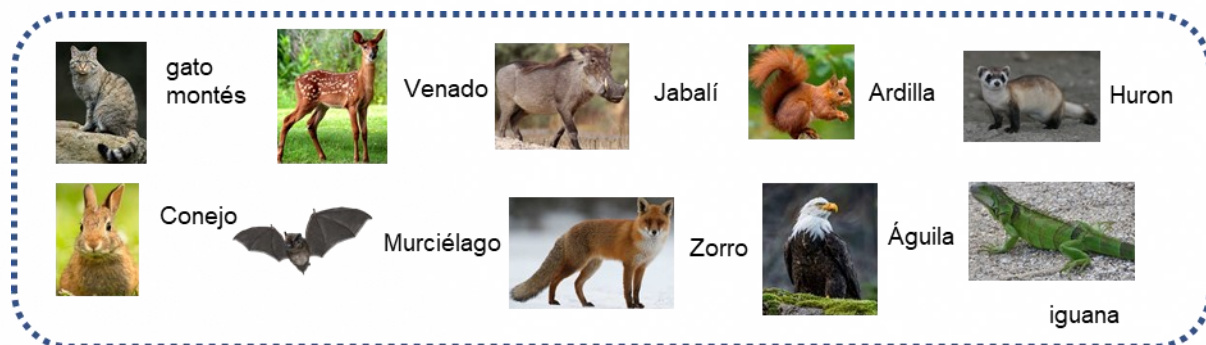 gato
montés
Venado
Jabalí
Ardilla
Huron
Conejo
Murciélago
Zorro
Águila
iguana